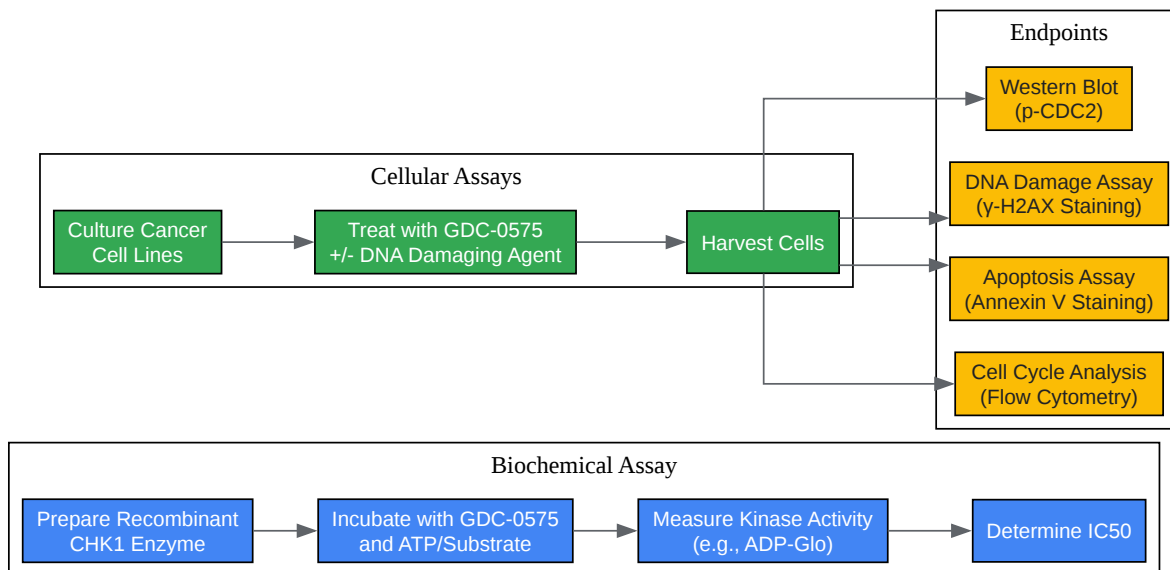 Endpoints
Western Blot
(p-CDC2)
Cellular Assays
Culture Cancer
Cell Lines
Treat with GDC-0575
+/- DNA Damaging Agent
Harvest Cells
DNA Damage Assay
(γ-H2AX Staining)
Apoptosis Assay
(Annexin V Staining)
Cell Cycle Analysis
(Flow Cytometry)
Biochemical Assay
Prepare Recombinant
CHK1 Enzyme
Incubate with GDC-0575
and ATP/Substrate
Measure Kinase Activity
(e.g., ADP-Glo)
Determine IC50